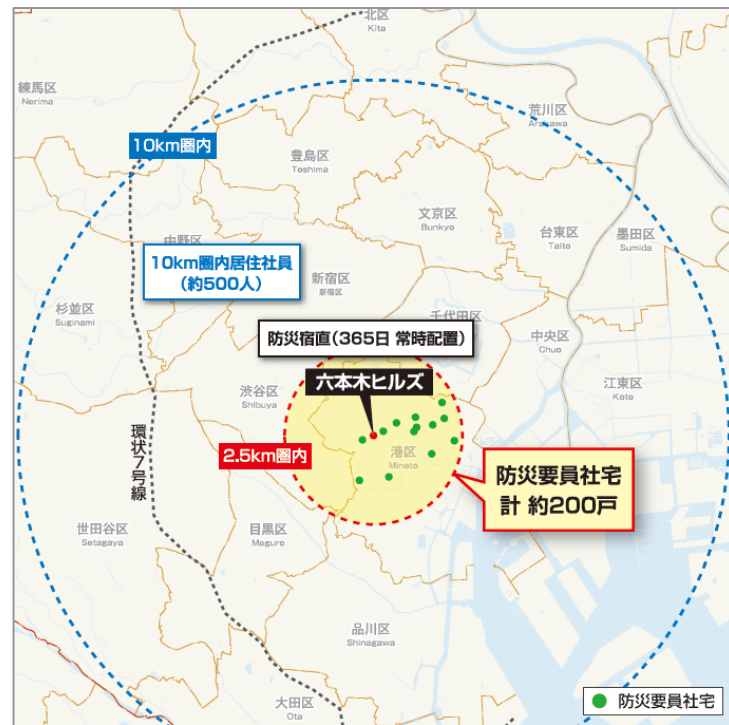 北区
Kita
練馬区
Nerima
荒川区
Arakawa
10km圏内
豊島区
Toshima
文京区
Bunkyo
台東区
Taito
墨田区
Sumida
中野区
10km圏内居住社員
(約500人)
新宿区
新宿区
杉並区
Suginami
千代田区
防災宿直(365日 常時配置)
中央区
Chuo
六本木ヒルズ
渋谷区
Shibuya
江東区
Koto
環状7号線
2.5km圏内
港区
Minato
防災要員社宅
計 約200戸
世田谷区
Setagaya
目黒区
Meguro
品川区
Shinagawa
大田区
Ota
防災要員社宅